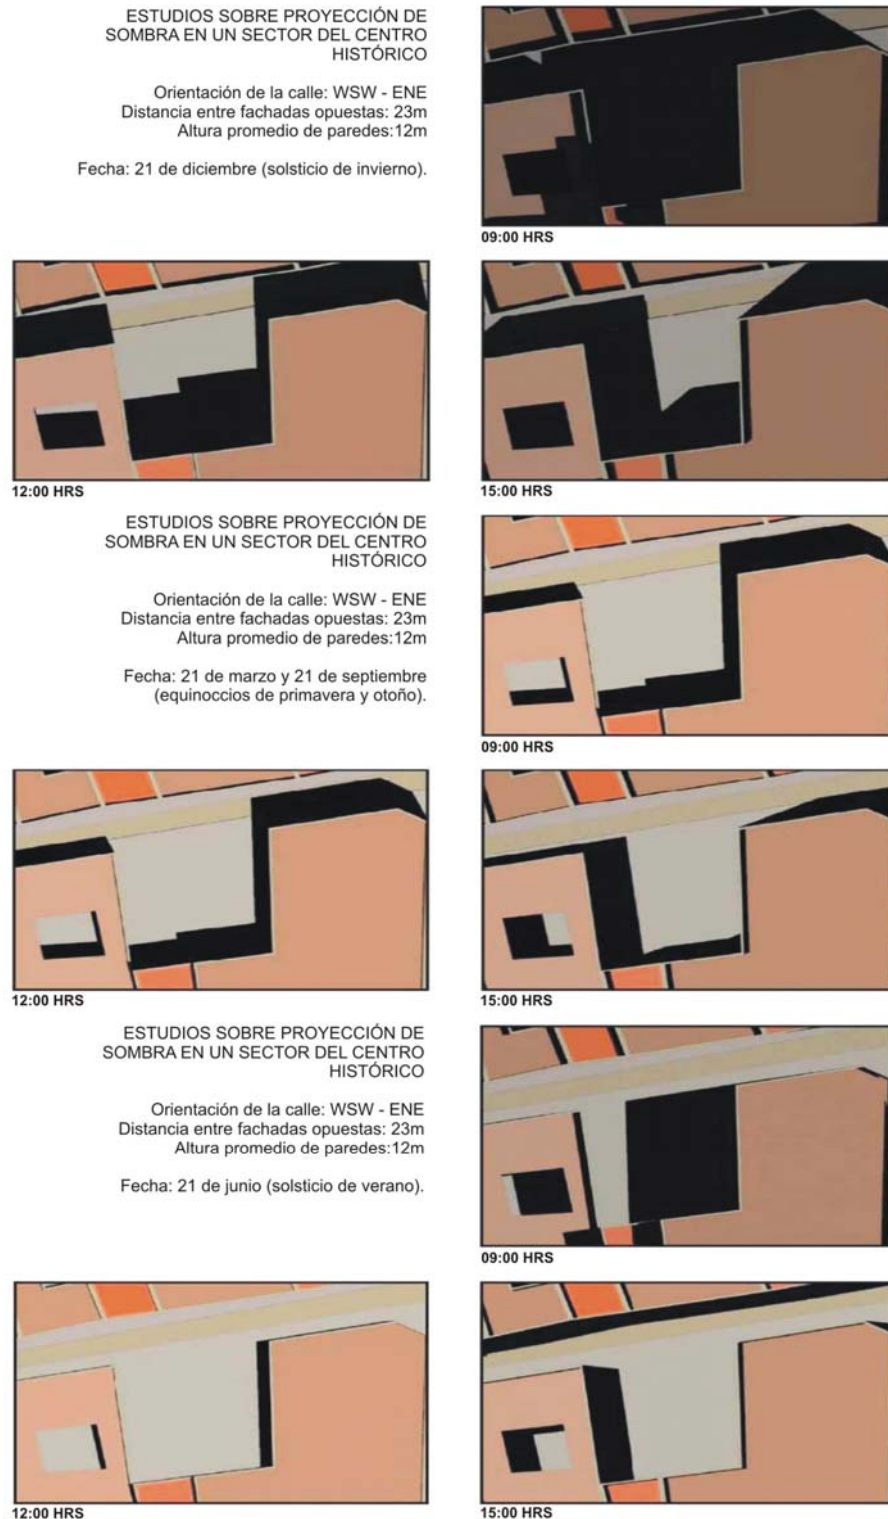 ESTUDIOS SOBRE PROYECCIÓN DE
SOMBRA EN UN SECTOR DEL CENTRO
HISTÓRICO
Orientación de la calle: WSW - ENE
Distancia entre fachadas opuestas: 23m
Altura promedio de paredes:12m
Fecha: 21 de diciembre (solsticio de invierno).
09:00 HRS
12:00 HRS
15:00 HRS
ESTUDIOS SOBRE PROYECCIÓN DE
SOMBRA EN UN SECTOR DEL CENTRO
HISTÓRICO
Orientación de la calle: WSW - ENE
Distancia entre fachadas opuestas: 23m
Altura promedio de paredes:12m
Fecha: 21 de marzo y 21 de septiembre
(equinoccios de primavera y otoño).
09:00 HRS
12:00 HRS
15:00 HRS
ESTUDIOS SOBRE PROYECCIÓN DE
SOMBRA EN UN SECTOR DEL CENTRO
HISTÓRICO
Orientación de la calle: WSW - ENE
Distancia entre fachadas opuestas: 23m
Altura promedio de paredes:12m
Fecha: 21 de junio (solsticio de verano).
09:00 HRS
12:00 HRS
15:00 HRS